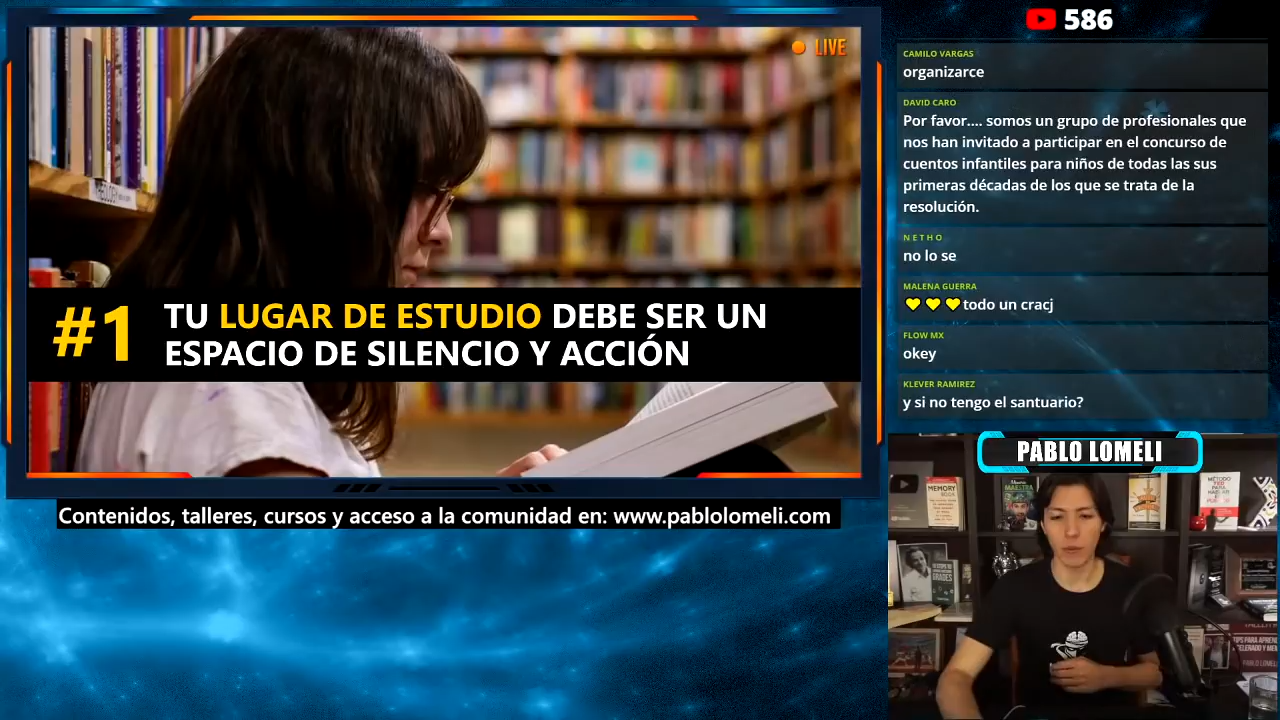 LIVE
#1
TU LUGAR DE ESTUDIO DEBE SER UN
ESPACIO DE SILENCIO Y ACCIÓN
Contenidos, talleres, cursos y acceso a la comunidad en: www.pablolomeli.com
586
CAMILO VARGAS
organizarce
DAVID CARO
Por favor.... somos un grupo de profesionales que
nos han invitado a participar en el concurso de
cuentos infantiles para niños de todas las sus
primeras décadas de los que se trata de la
resolución.
N E T H O
no lo se
MALENA GUERRA
todo un cracj
FLOW MX
okey
KLEVER RAMIREZ
y si no tengo el santuario?
PABLO LOMELI
MEMORY
MAESTRA
MÉTODO
PARA
GRADES